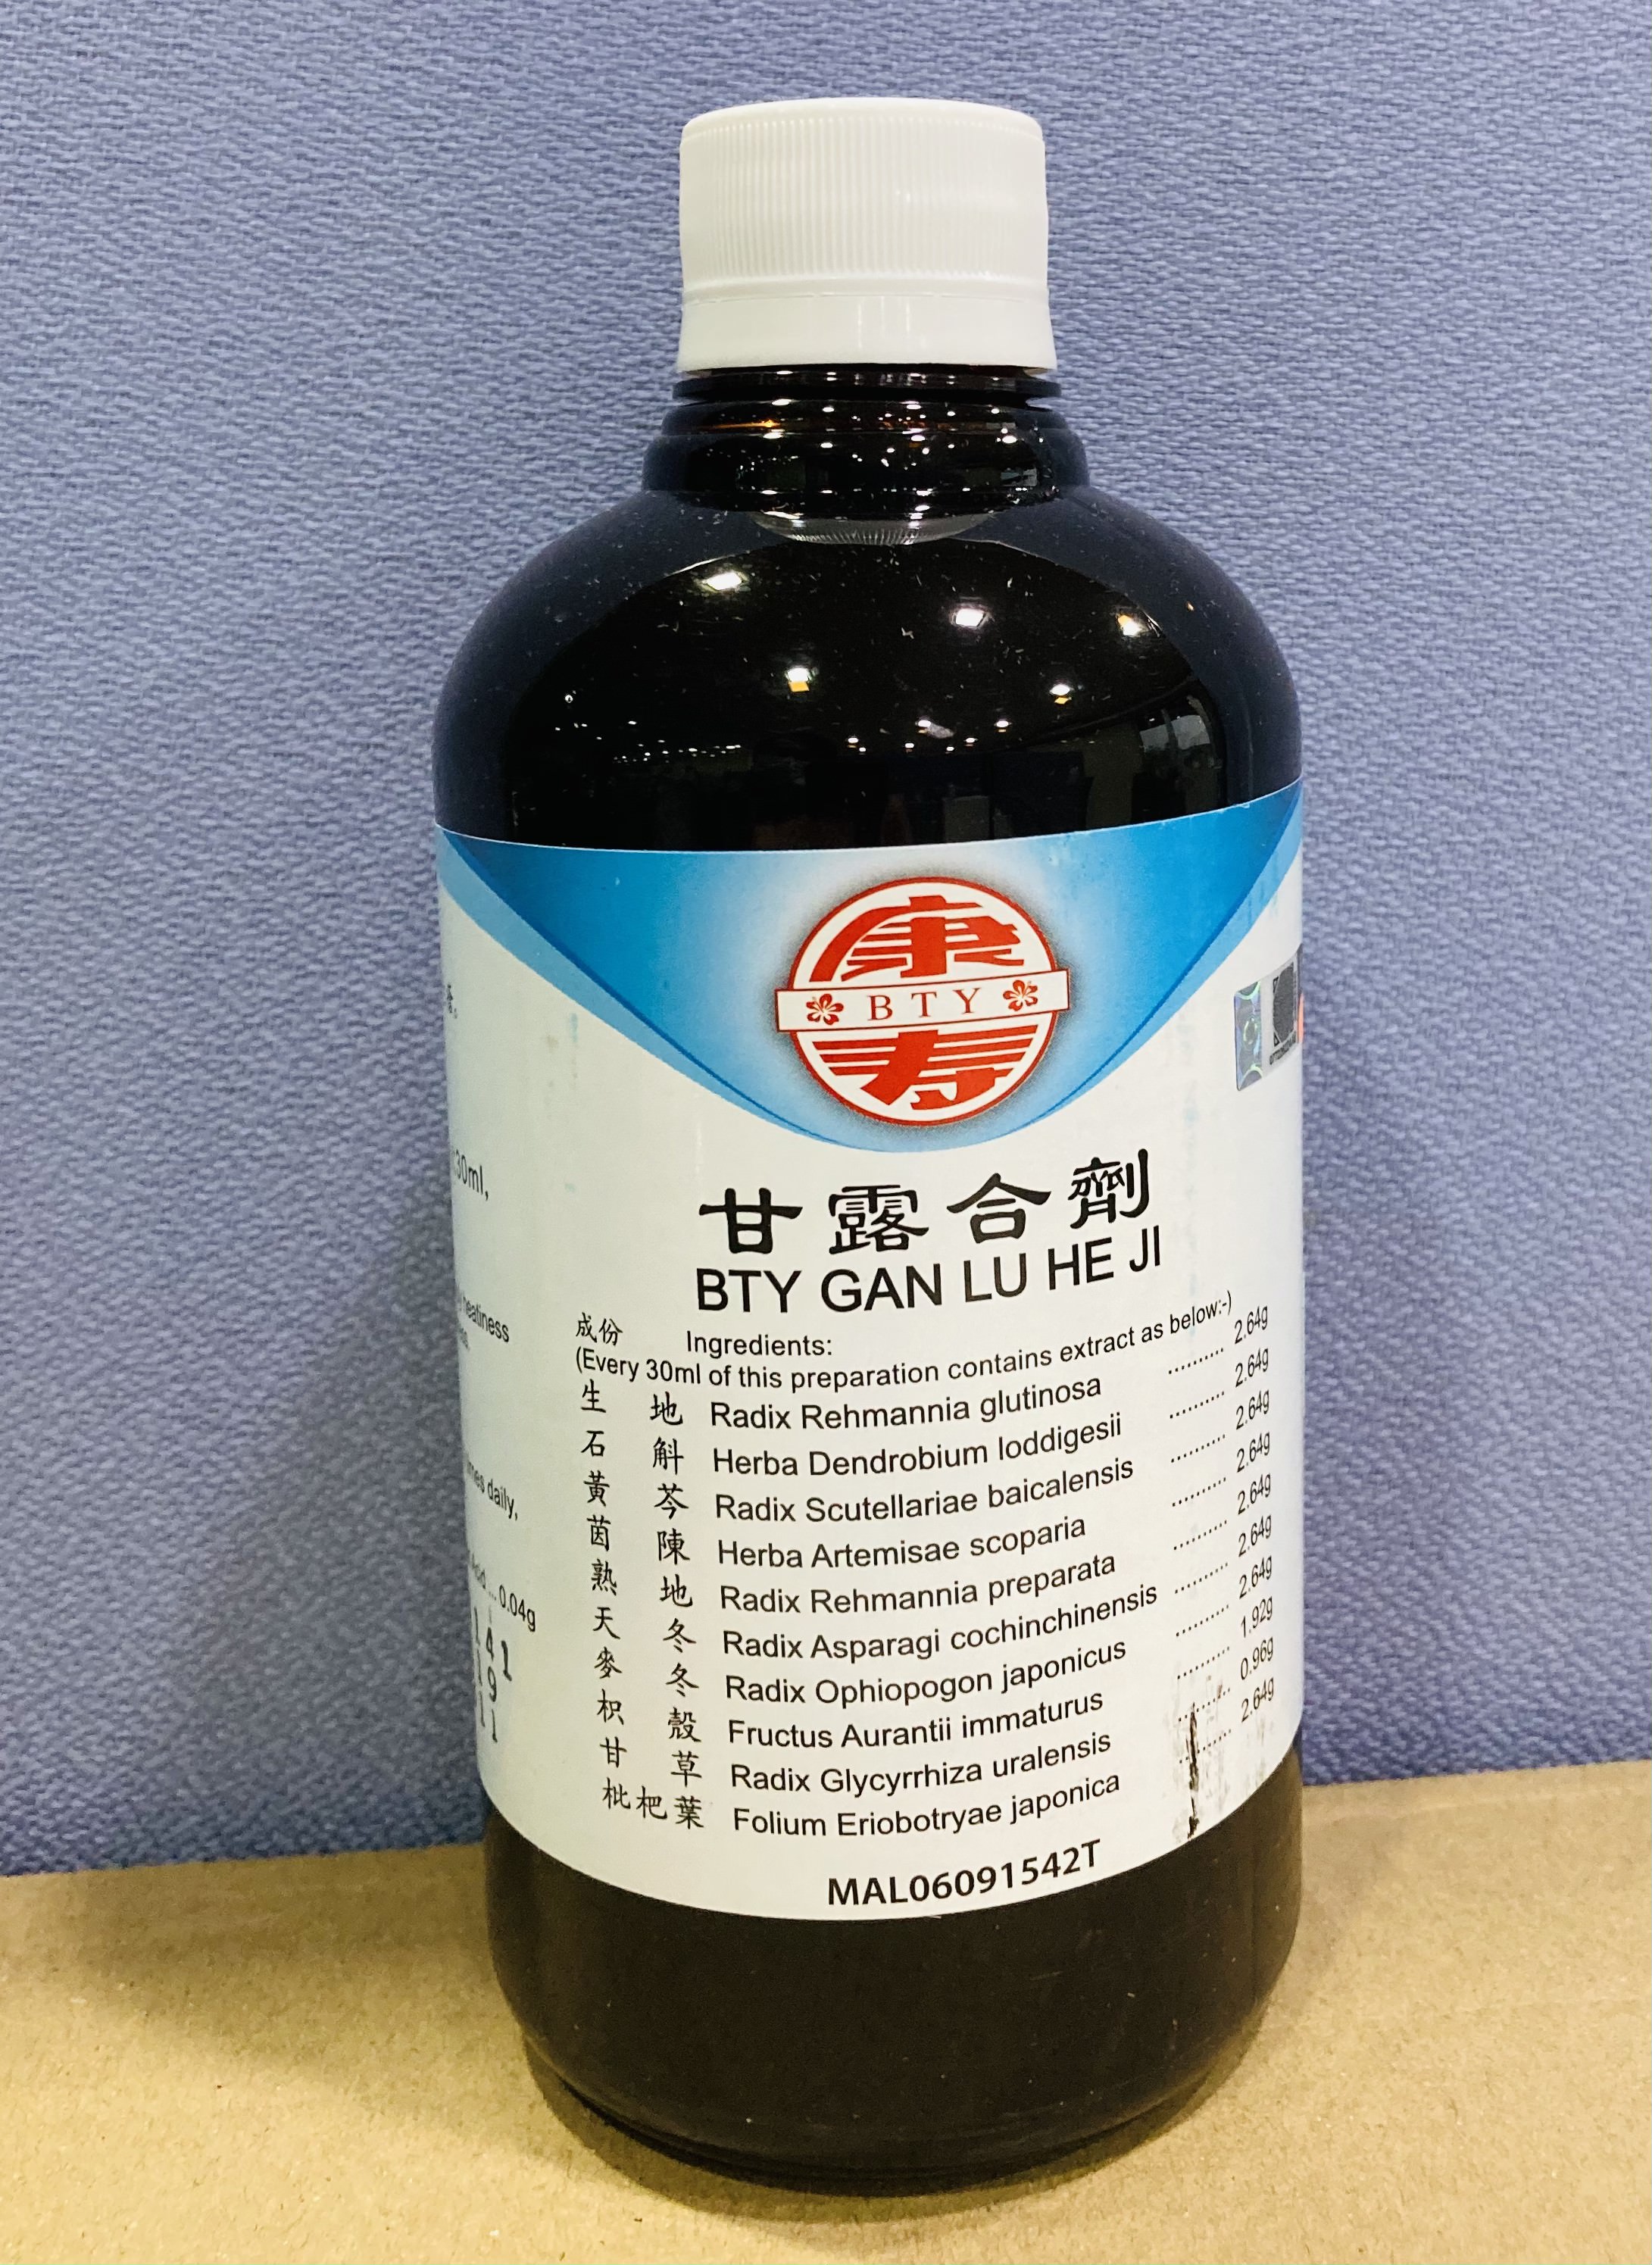 康
BTY
寿
甘露合劑
BTY GAN LU HE JI
成份 Ingredients:
(Every 30ml of this preparation contains extract as below:-)
生地 Radix Rehmannia glutinosa .......... 2.64g
石斛 Herba Dendrobium loddigesii .......... 2.64g
黃芩 Radix Scutellariae baicalensis .......... 2.64g
茵陳 Herba Artemisae scoparia .......... 2.64g
熟地 Radix Rehmannia preparata .......... 2.64g
天冬 Radix Asparagi cochinchinensis .......... 2.64g
麥冬 Radix Ophiopogon japonicus .......... 2.64g
枳殼 Fructus Aurantii immaturus .......... 1.92g
甘草 Radix Glycyrrhiza uralensis .......... 0.96g
枇杷葉 Folium Eriobotryae japonica .......... 2.64g
MAL06091542T
30ml,
heatiness
daily,
0.04g